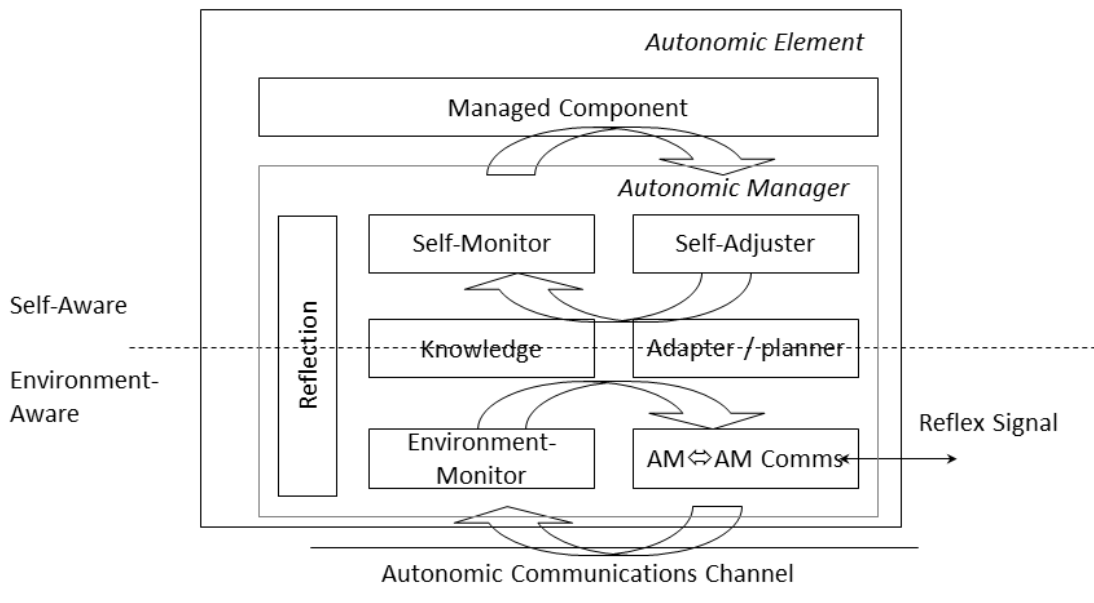 Autonomic Element
Managed Component
Autonomic Manager
Self-Monitor
Self-Adjuster
Self-Aware
Reflection
Knowledge
Adapter / planner
Environment-
Aware
Environment-
Monitor
AM⇔AM Comms
Reflex Signal
Autonomic Communications Channel